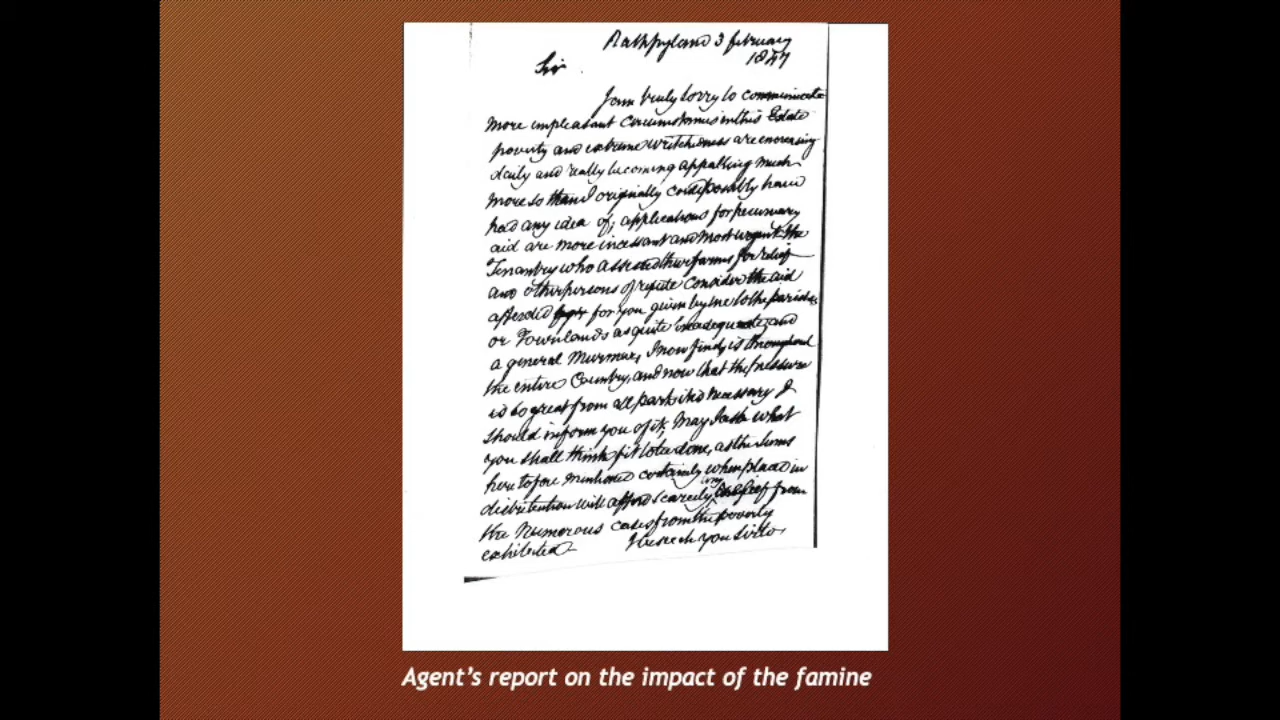 Rathfryland 3 february
1847
Sir
I am truly sorry to communicate
more unpleasant circumstances in this Estate
poverty and extreme wretchedness are encreasing
daily and really becoming appalling much
more so than I originally could possibly have
had any idea of; applications for pecuniary
aid are more incessant and most urgent the
Tenantry who assessed their farms for relief
and other persons of repute consider the aid
afforded for you given by me to the parishes
or Townlands as quite inadequate, and
a general Murmur, I now find, is throughout
the entire Country, and now that the pressure
is so great from all parts it is necessary I
should inform you of it, May I ask what
you shall think fit to be done, as the sums
heretofore mentioned certainly when placed in
distribution will afford scarcely any Relief from
the Numerous cases from the poverty
exhibited I beseech you Sir to
Agent's report on the impact of the famine